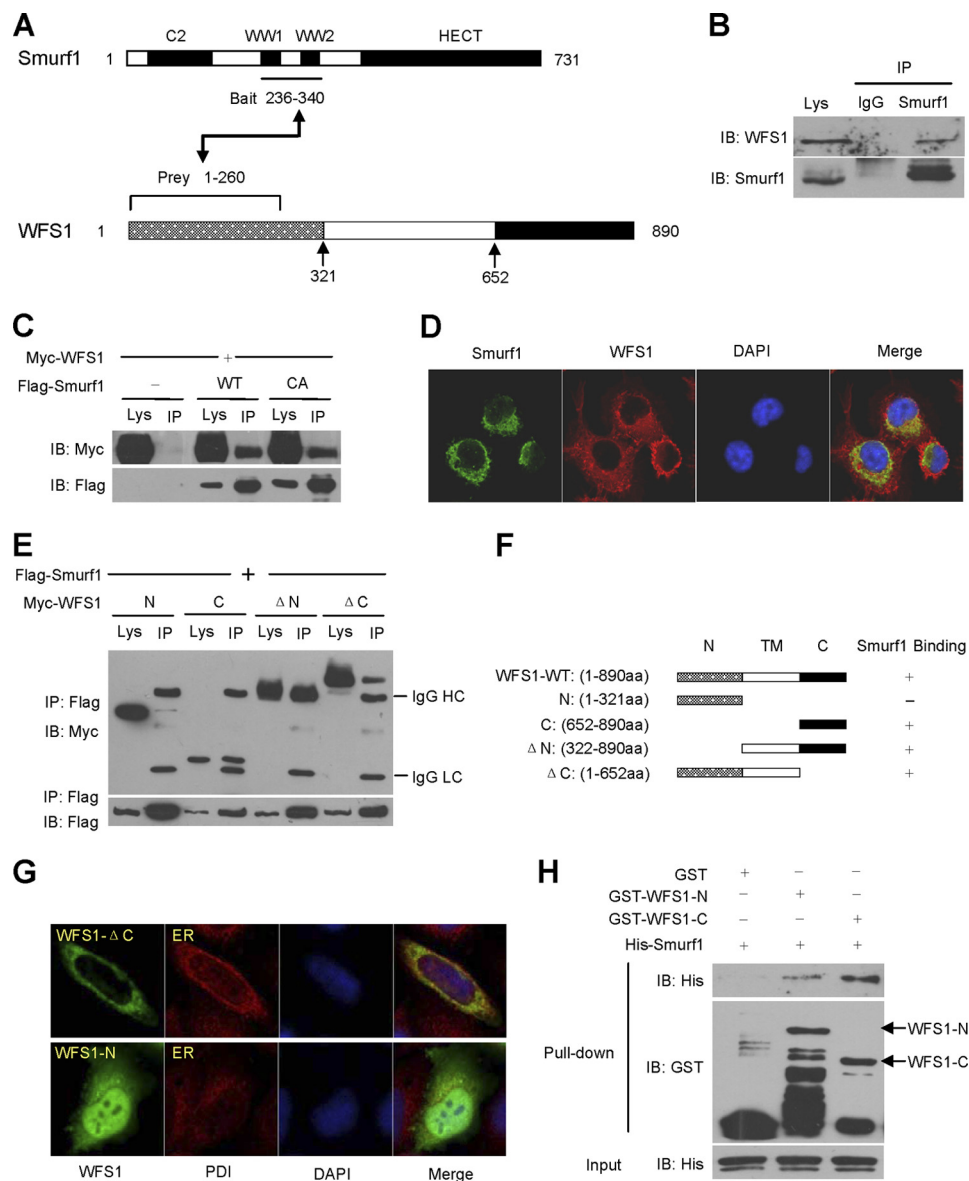 A
C2 WW1 WW2 HECT
Smurf1 1 731
Bait 236-340
Prey 1-260
WFS1 1 890
321 652
B
IP
Lys IgG Smurf1
IB: WFS1
IB: Smurf1
C
Myc-WFS1 +
Flag-Smurf1 – WT CA
Lys IP Lys IP Lys IP
IB: Myc
IB: Flag
D
Smurf1 WFS1 DAPI Merge
E
Flag-Smurf1 +
Myc-WFS1 N C ΔN ΔC
Lys IP Lys IP Lys IP Lys IP
IP: Flag
IB: Myc
IgG HC
IgG LC
IP: Flag
IB: Flag
F
N TM C Smurf1 Binding
WFS1-WT: (1-890aa) +
N: (1-321aa) –
C: (652-890aa) +
ΔN: (322-890aa) +
ΔC: (1-652aa) +
G
WFS1-ΔC ER
WFS1-N ER
WFS1 PDI DAPI Merge
H
GST + – –
GST-WFS1-N – + –
GST-WFS1-C – – +
His-Smurf1 + + +
Pull-down
IB: His
IB: GST
WFS1-N
WFS1-C
Input IB: His